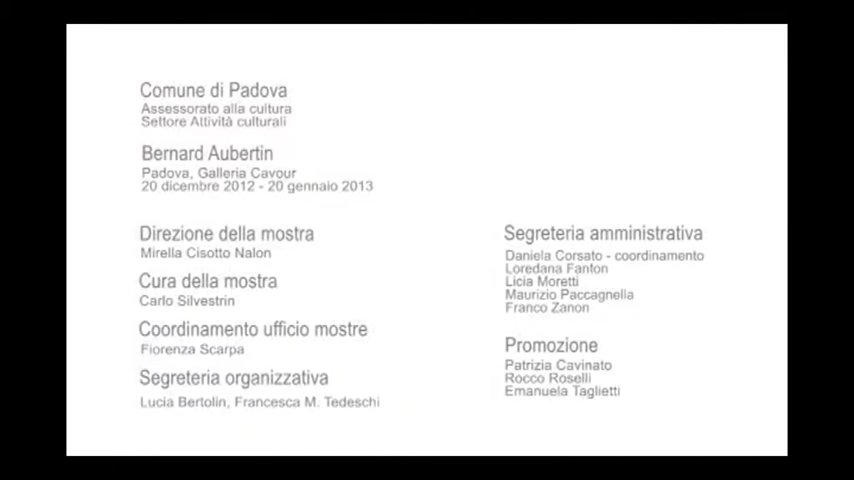 Comune di Padova
Assessorato alla cultura
Settore Attività culturali
Bernard Aubertin
Padova, Galleria Cavour
20 dicembre 2012 - 20 gennaio 2013
Direzione della mostra
Mirella Cisotto Nalon
Cura della mostra
Carlo Silvestrin
Coordinamento ufficio mostre
Fiorenza Scarpa
Segreteria organizzativa
Lucia Bertolin, Francesca M. Tedeschi
Segreteria amministrativa
Daniela Corsato - coordinamento
Loredana Fanton
Licia Moretti
Maurizio Paccagnella
Franco Zanon
Promozione
Patrizia Cavinato
Rocco Roselli
Emanuela Taglietti